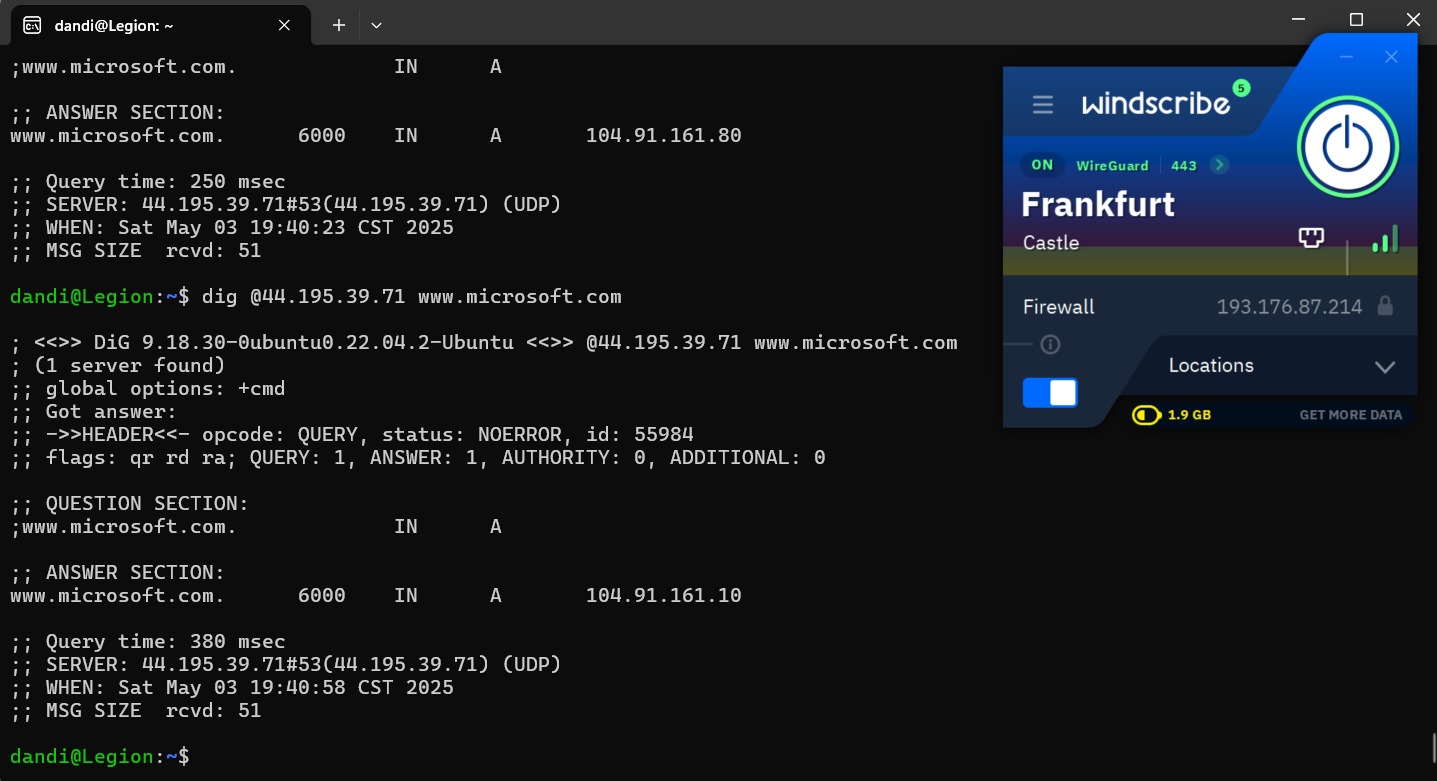 dandi@Legion: ~
;www.microsoft.com. IN A
;; ANSWER SECTION:
www.microsoft.com. 6000 IN A 104.91.161.80
;; Query time: 250 msec
;; SERVER: 44.195.39.71#53(44.195.39.71) (UDP)
;; WHEN: Sat May 03 19:40:23 CST 2025
;; MSG SIZE  rcvd: 51
dandi@Legion:~$ dig @44.195.39.71 www.microsoft.com
; <<>> DiG 9.18.30-0ubuntu0.22.04.2-Ubuntu <<>> @44.195.39.71 www.microsoft.com
; (1 server found)
;; global options: +cmd
;; Got answer:
;; ->>HEADER<<- opcode: QUERY, status: NOERROR, id: 55984
;; flags: qr rd ra; QUERY: 1, ANSWER: 1, AUTHORITY: 0, ADDITIONAL: 0
;; QUESTION SECTION:
;www.microsoft.com. IN A
;; ANSWER SECTION:
www.microsoft.com. 6000 IN A 104.91.161.10
;; Query time: 380 msec
;; SERVER: 44.195.39.71#53(44.195.39.71) (UDP)
;; WHEN: Sat May 03 19:40:58 CST 2025
;; MSG SIZE  rcvd: 51
dandi@Legion:~$
windscribe 5
ON WireGuard 443
Frankfurt
Castle
Firewall 193.176.87.214
Locations
1.9 GB GET MORE DATA